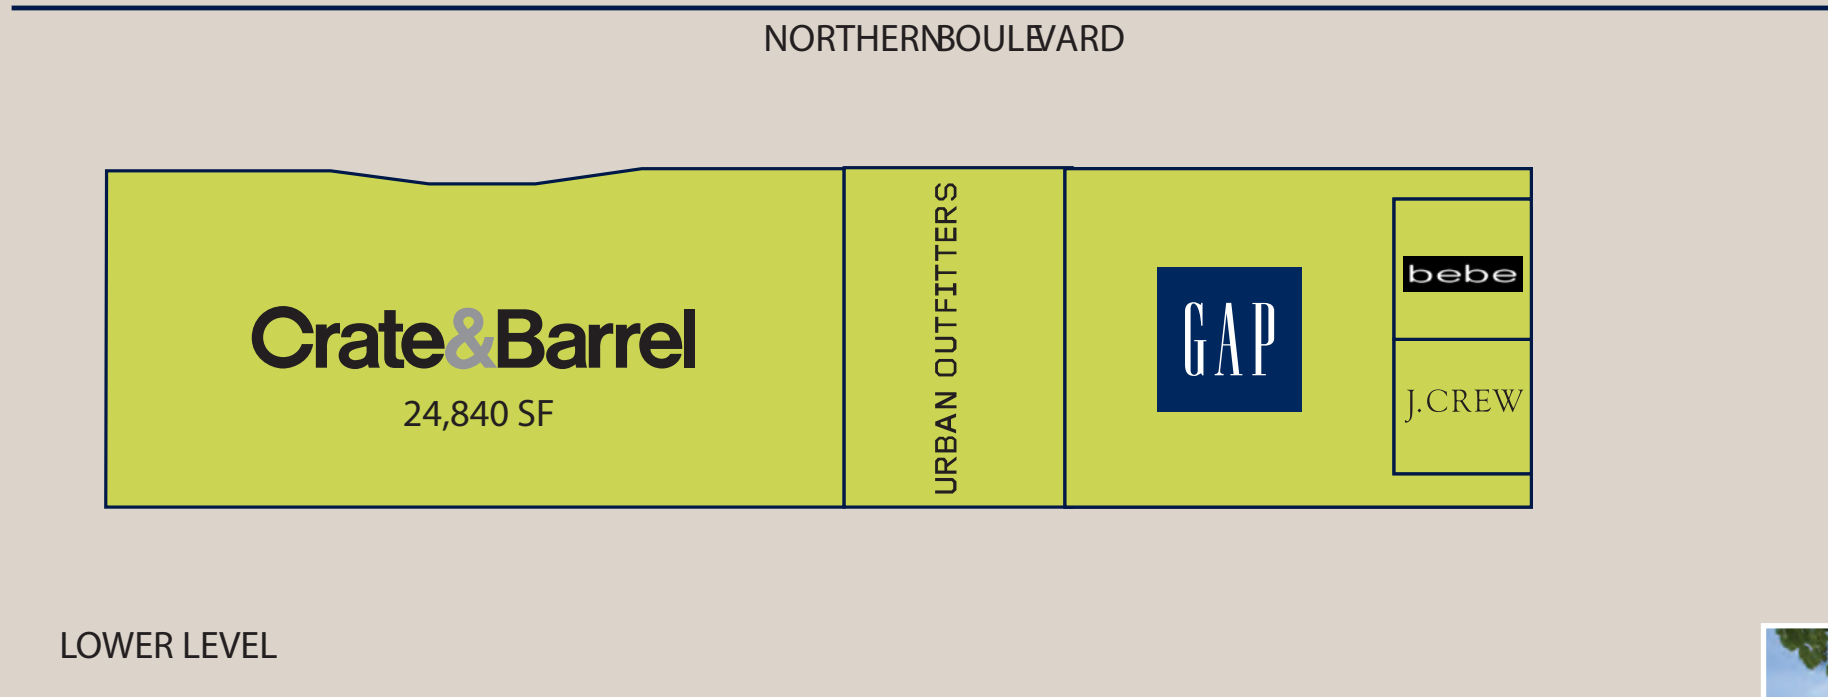 NORTHERN BOULEVARD
Crate&Barrel
24,840 SF
URBAN OUTFITTERS
GAP
bebe
J.CREW
LOWER LEVEL